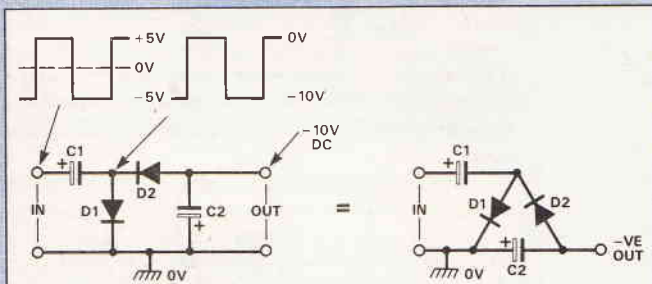 +5V
0V
-5V
0V
-10V
-10V
DC
C1
+
D2
IN
D1
C2
+
OUT
0V
=
C1
+
IN
D1
D2
+
C2
0V
-VE
OUT